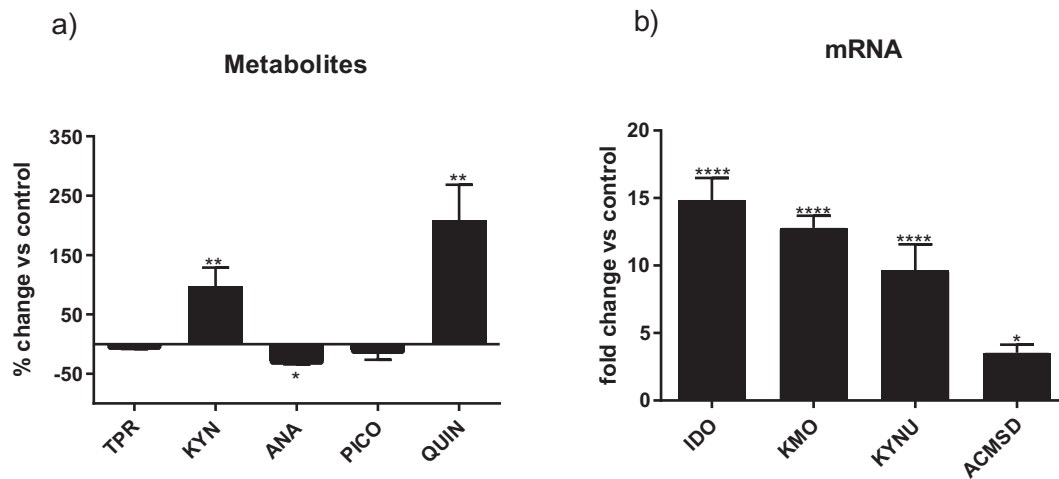 a)
Metabolites
% change vs control
350
250
150
50
-50
**
**
*
TPR
KYN
ANA
PICO
QUIN
b)
mRNA
fold change vs control
20
15
10
5
0
****
****
****
*
IDO
KMO
KYNU
ACMSD